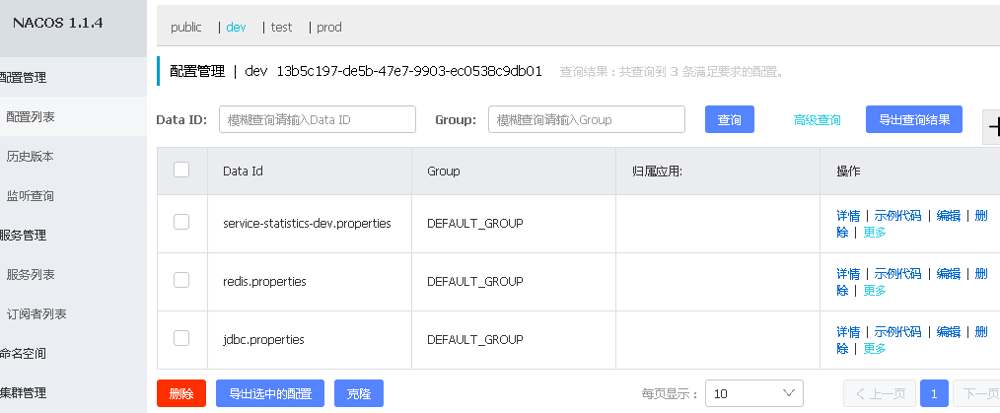 NACOS 1.1.4
public | dev | test | prod
配置管理
配置管理 | dev 13b5c197-de5b-47e7-9903-ec0538c9db01 查询结果：共查询到 3 条满足要求的配置。
配置列表
Data ID: 模糊查询请输入Data ID Group: 模糊查询请输入Group 查询 高级查询 导出查询结果 +
历史版本
监听查询
服务管理
服务列表
订阅者列表
命名空间
集群管理
Data Id Group 归属应用: 操作
service-statistics-dev.properties DEFAULT_GROUP 详情 | 示例代码 | 编辑 | 删
除 | 更多
redis.properties DEFAULT_GROUP 详情 | 示例代码 | 编辑 | 删
除 | 更多
jdbc.properties DEFAULT_GROUP 详情 | 示例代码 | 编辑 | 删
除 | 更多
删除 导出选中的配置 克隆 每页显示： 10 < 上一页 1 下一页